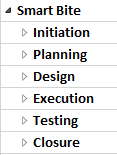 Smart Bite
Initiation
Planning
Design
Execution
Testing
Closure